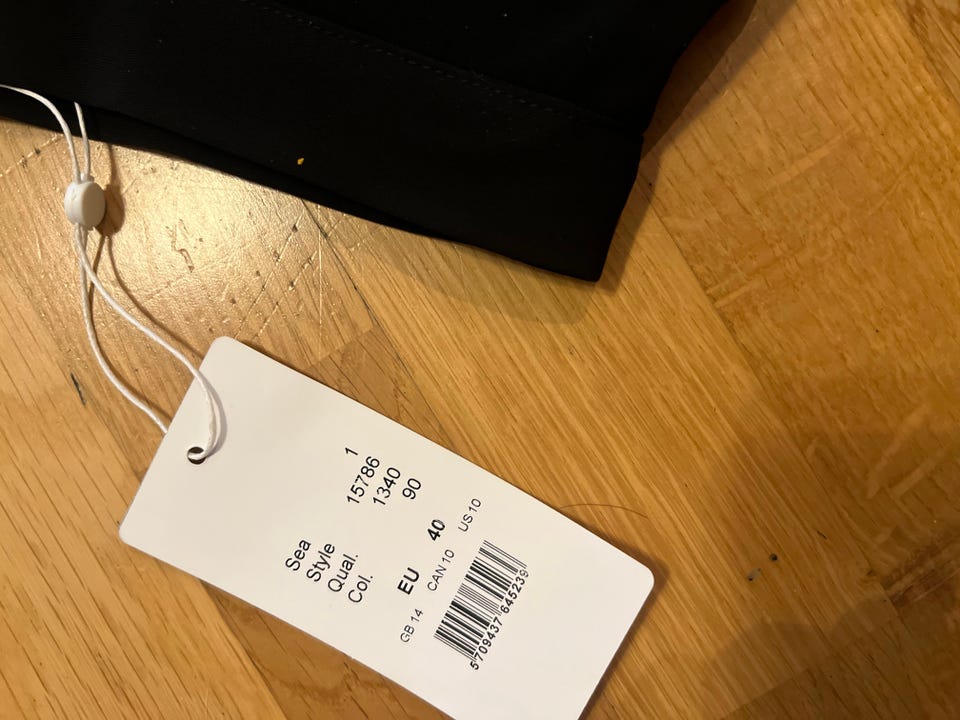 Sea 1
Style 15786
Qual. 1340
Col. 90
EU 40
GB 14 CAN 10 US 10
5709437645239